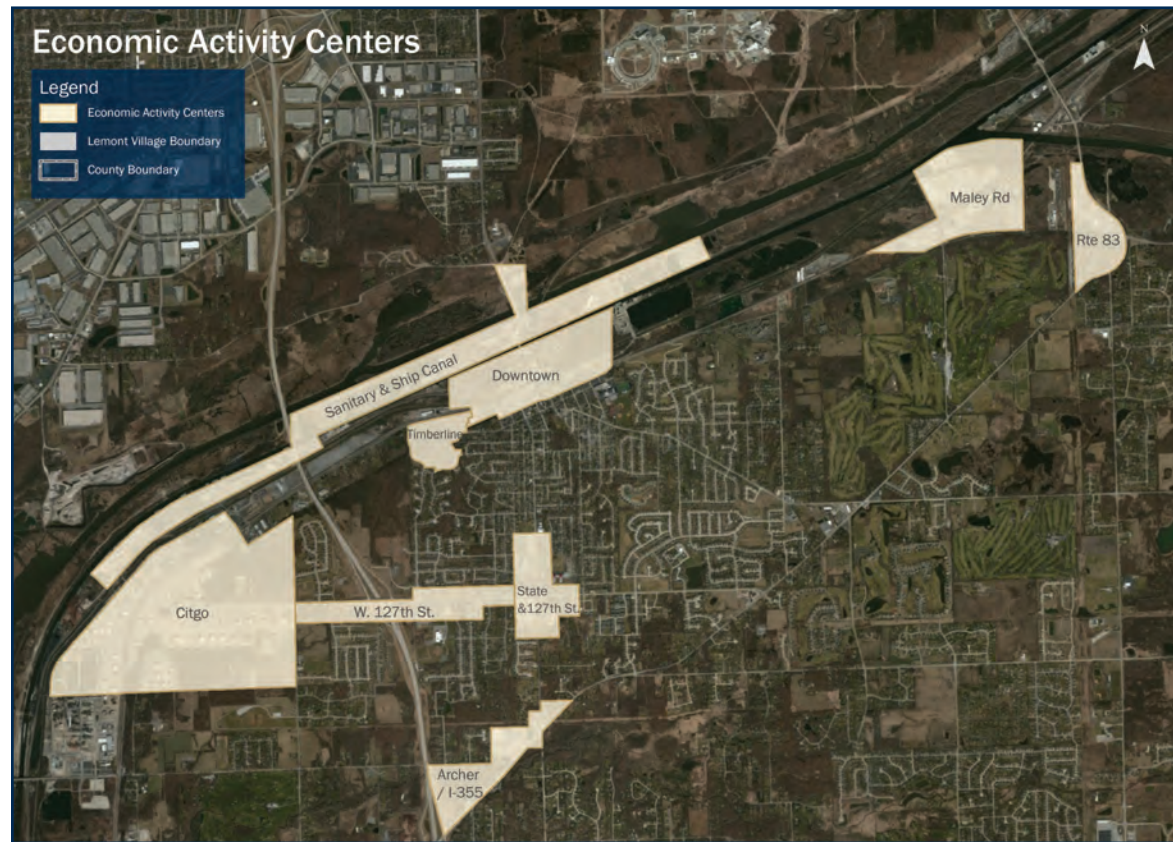 Economic Activity Centers
N
Legend
Economic Activity Centers
Lemont Village Boundary
County Boundary
Maley Rd
Rte 83
Sanitary & Ship Canal
Downtown
Timberline
Citgo
W. 127th St.
State
&127th St.
Archer
/ I-355